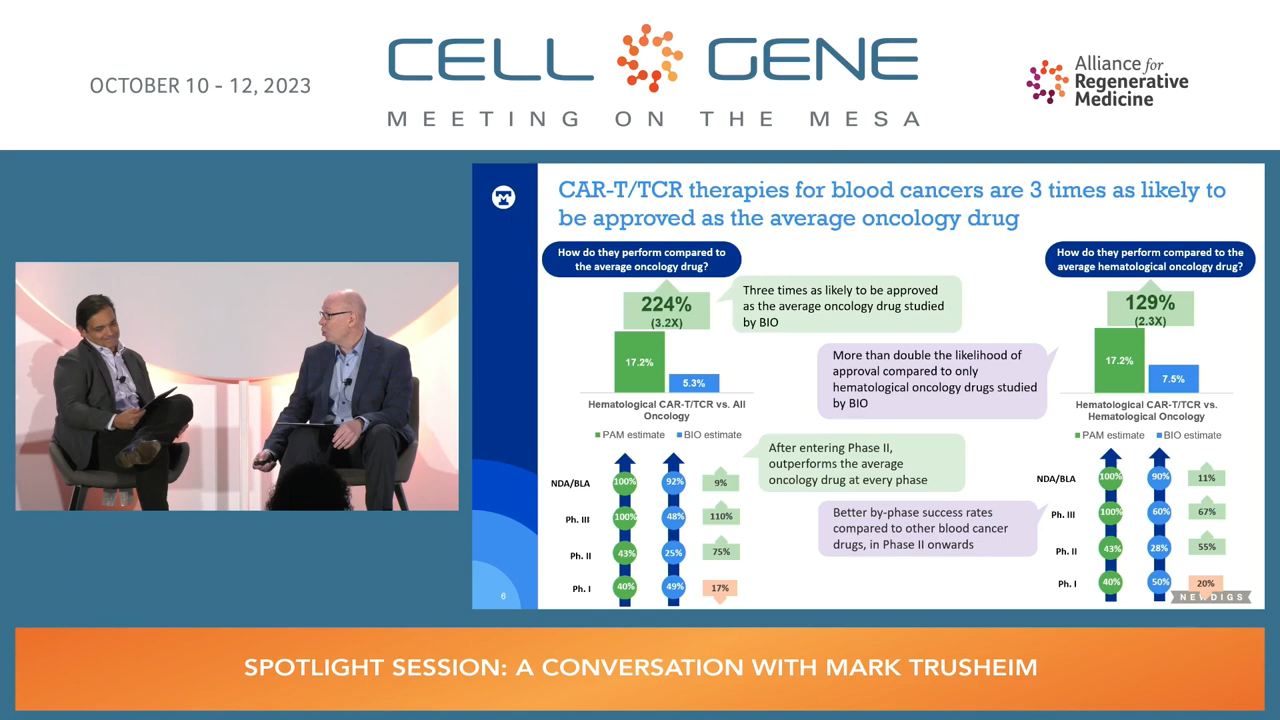 OCTOBER 10 - 12, 2023
CELL GENE
MEETING ON THE MESA
Alliance for
Regenerative
Medicine
CAR-T/TCR therapies for blood cancers are 3 times as likely to
be approved as the average oncology drug
How do they perform compared to
the average oncology drug?
224%
(3.2X)
17.2%
5.3%
Hematological CAR-T/TCR vs. All
Oncology
PAM estimate
BIO estimate
Three times as likely to be approved
as the average oncology drug studied
by BIO
More than double the likelihood of
approval compared to only
hematological oncology drugs studied
by BIO
How do they perform compared to the
average hematological oncology drug?
129%
(2.3X)
17.2%
7.5%
Hematological CAR-T/TCR vs.
Hematological Oncology
PAM estimate
BIO estimate
NDA/BLA 100% 92% 9%
Ph. III 100% 48% 110%
Ph. II 43% 25% 75%
Ph. I 40% 49% 17%
After entering Phase II,
outperforms the average
oncology drug at every phase
Better by-phase success rates
compared to other blood cancer
drugs, in Phase II onwards
NDA/BLA 100% 90% 11%
Ph. III 100% 60% 67%
Ph. II 43% 28% 55%
Ph. I 40% 50% 20%
6
NEWDIGS
SPOTLIGHT SESSION: A CONVERSATION WITH MARK TRUSHEIM